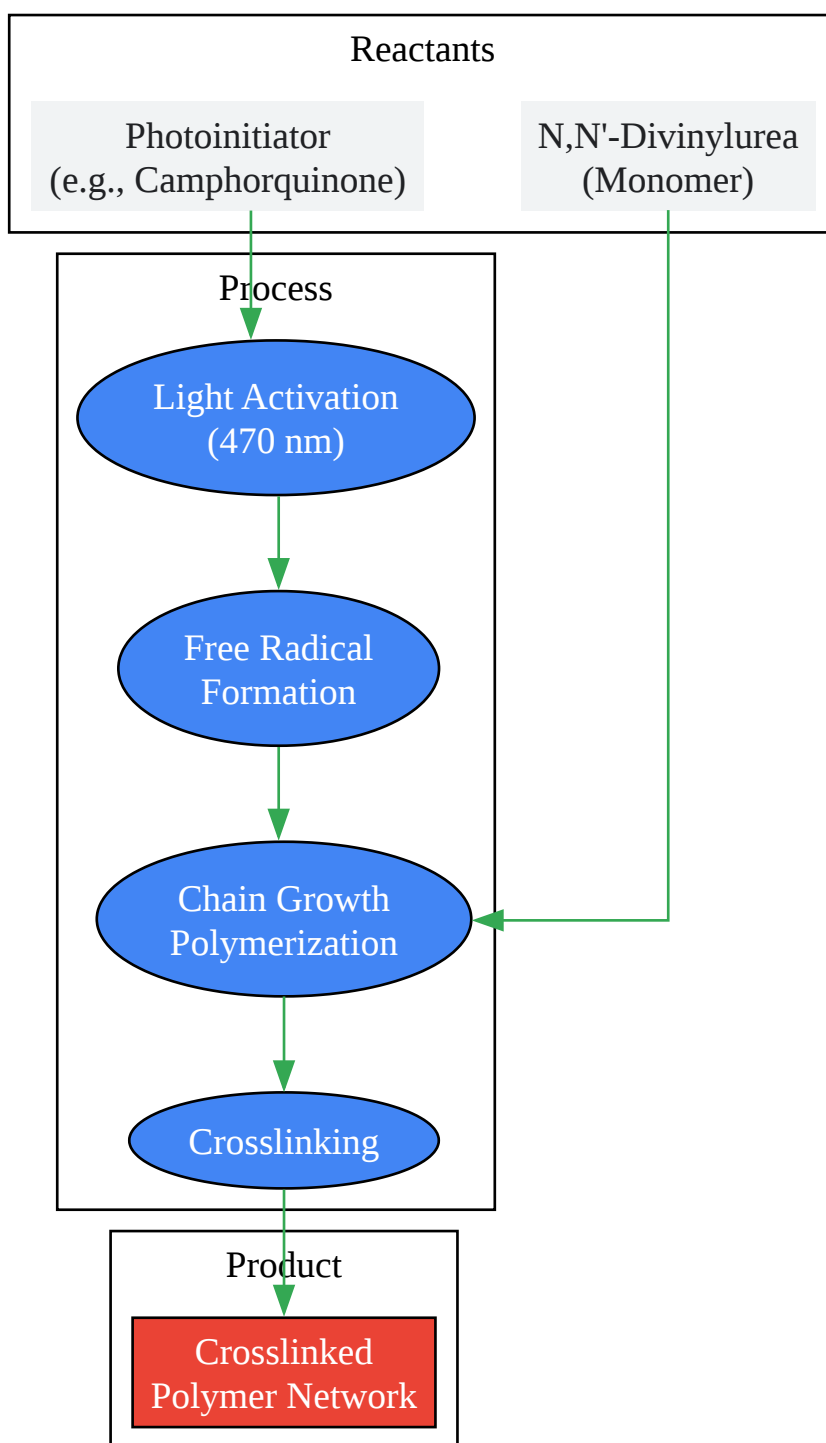 Reactants
Photoinitiator
(e.g., Camphorquinone)
N,N'-Divinylurea
(Monomer)
Process
Light Activation
(470 nm)
Free Radical
Formation
Chain Growth
Polymerization
Crosslinking
Product
Crosslinked
Polymer Network